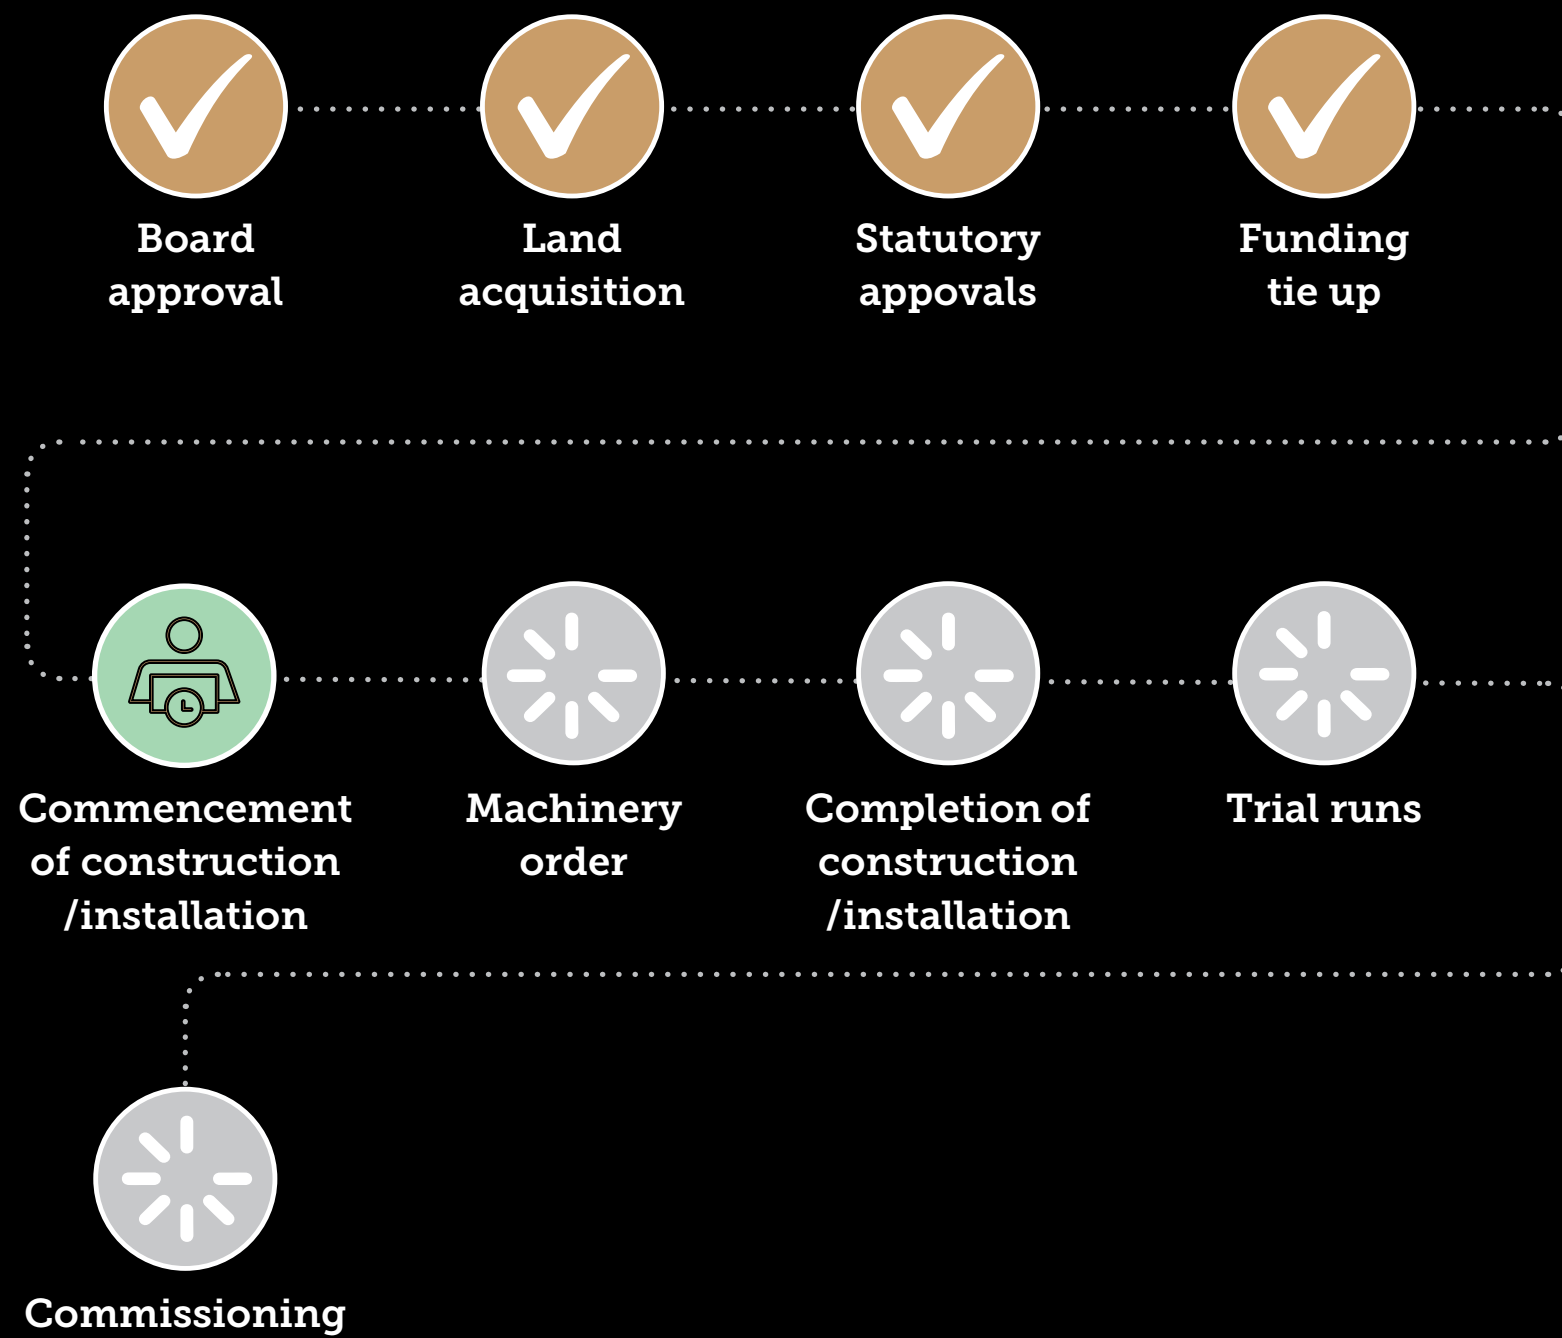 Board
approval
Land
acquisition
Statutory
appovals
Funding
tie up
Commencement
of construction
/installation
Machinery
order
Completion of
construction
/installation
Trial runs
Commissioning